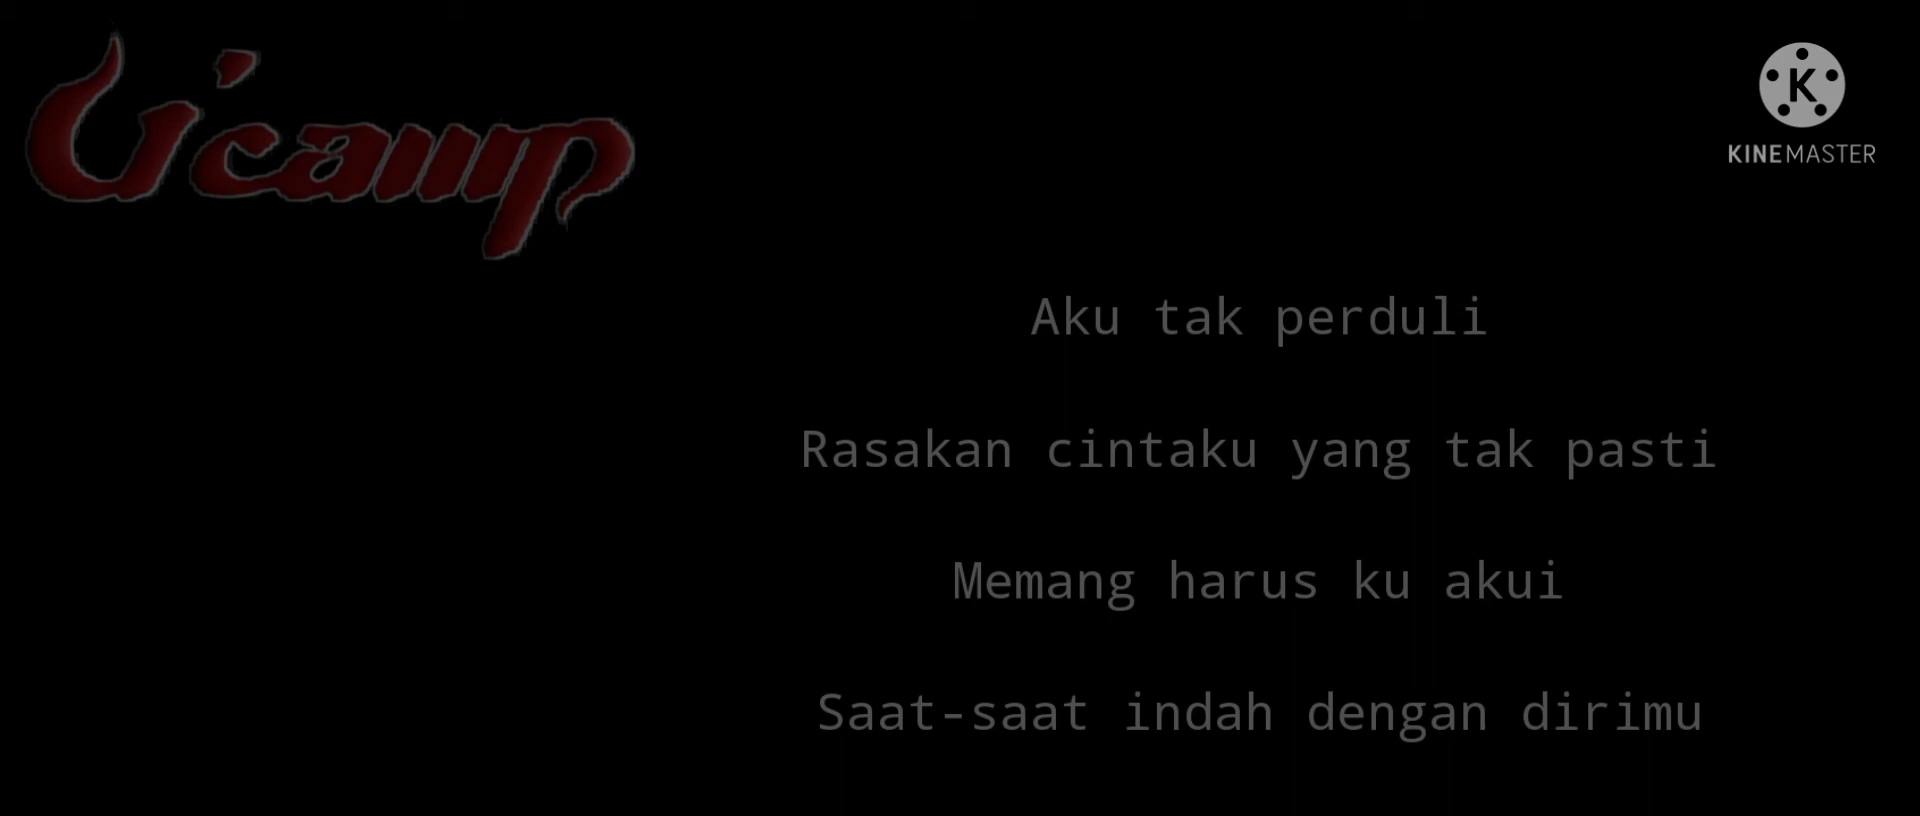 U'camp
KINEMASTER
Aku tak perduli
Rasakan cintaku yang tak pasti
Memang harus ku akui
Saat-saat indah dengan dirimu